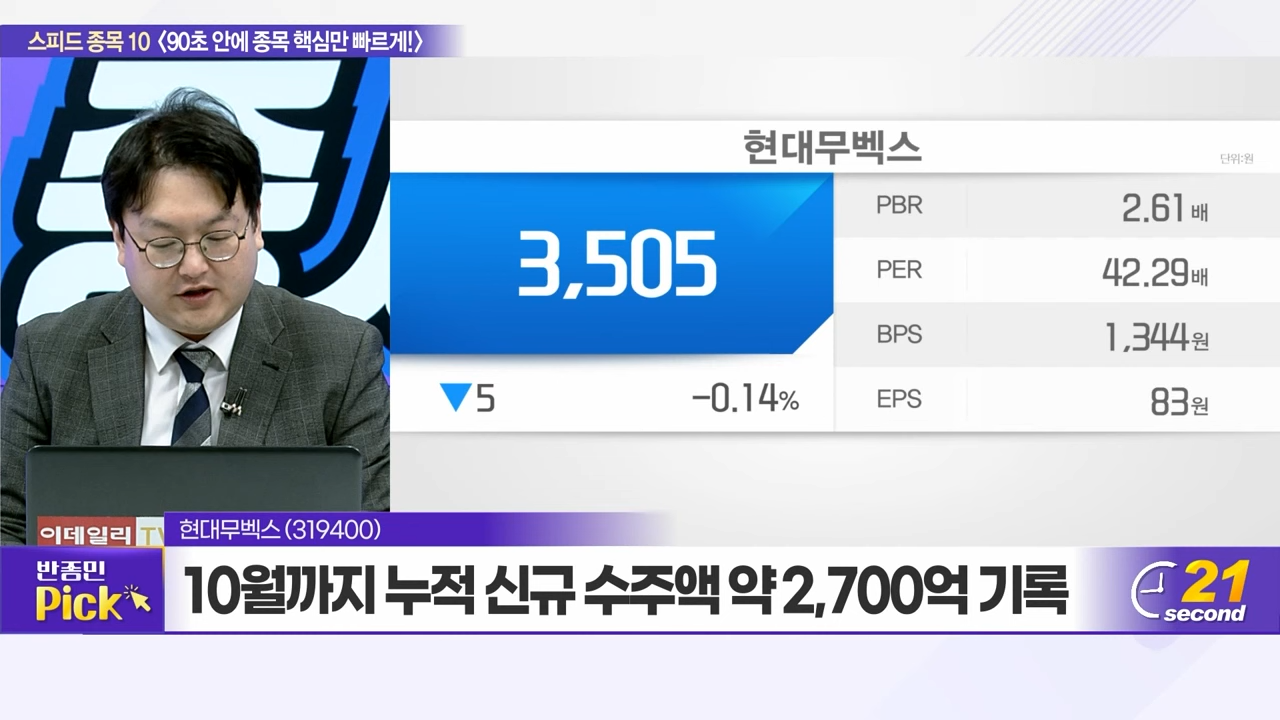 스피드 종목 10 〈90초 안에 종목 핵심만 빠르게!〉
현대무벡스
단위:원
3,505
▼5 -0.14%
PBR 2.61배
PER 42.29배
BPS 1,344원
EPS 83원
이데일리 TV
현대무벡스 (319400)
반종민
Pick
10월까지 누적 신규 수주액 약 2,700억 기록
21
second